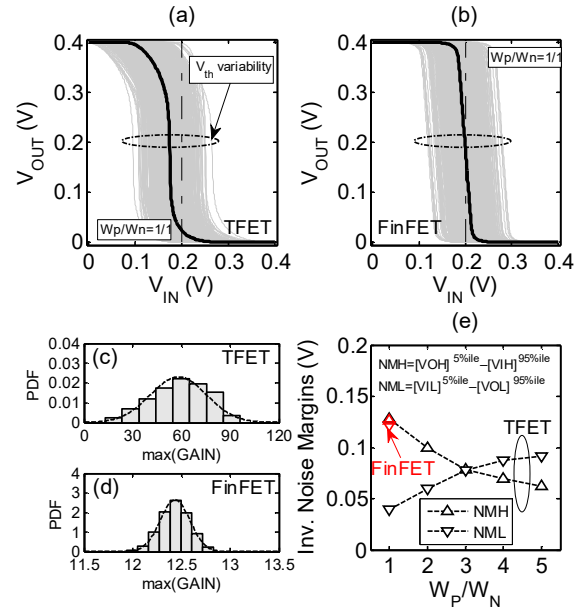 (a)
(b)
0.4
0.3
0.2
0.1
0
V_OUT (V)
V_th variability
Wp/Wn=1/1
TFET
0 0.1 0.2 0.3 0.4
V_IN (V)
0.4
0.3
0.2
0.1
0
V_OUT (V)
Wp/Wn=1/1
FinFET
0 0.1 0.2 0.3 0.4
V_IN (V)
(c)
TFET
0.04
0.03
0.02
0.01
0
PDF
0 30 60 90 120
max(GAIN)
(d)
FinFET
4
3
2
1
0
PDF
11.5 12 12.5 13 13.5
max(GAIN)
(e)
0.2
0.15
0.1
0.05
0
Inv. Noise Margins (V)
NMH=[VOH] 5%ile−[VIH] 95%ile
NML=[VIL] 5%ile−[VOL] 95%ile
TFET
FinFET
NMH
NML
1 2 3 4 5
W_P/W_N